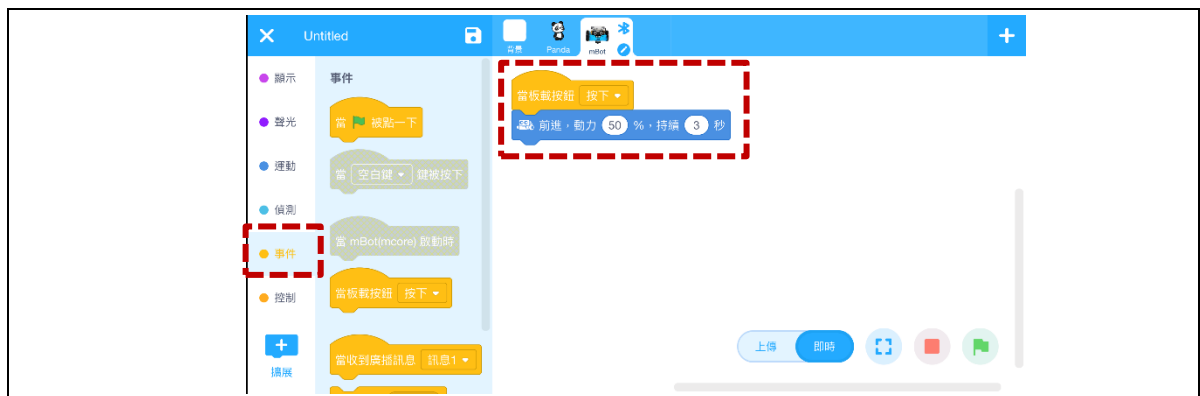 Untitled
背景
Panda
mBot
顯示
聲光
運動
偵測
事件
控制
擴展
事件
當 被點一下
當 空白鍵 鍵被按下
當 mBot(mcore) 啟動時
當板載按鈕 按下
當收到廣播訊息 訊息1
當板載按鈕 按下
前進,動力 50 %,持續 3 秒
上傳 即時